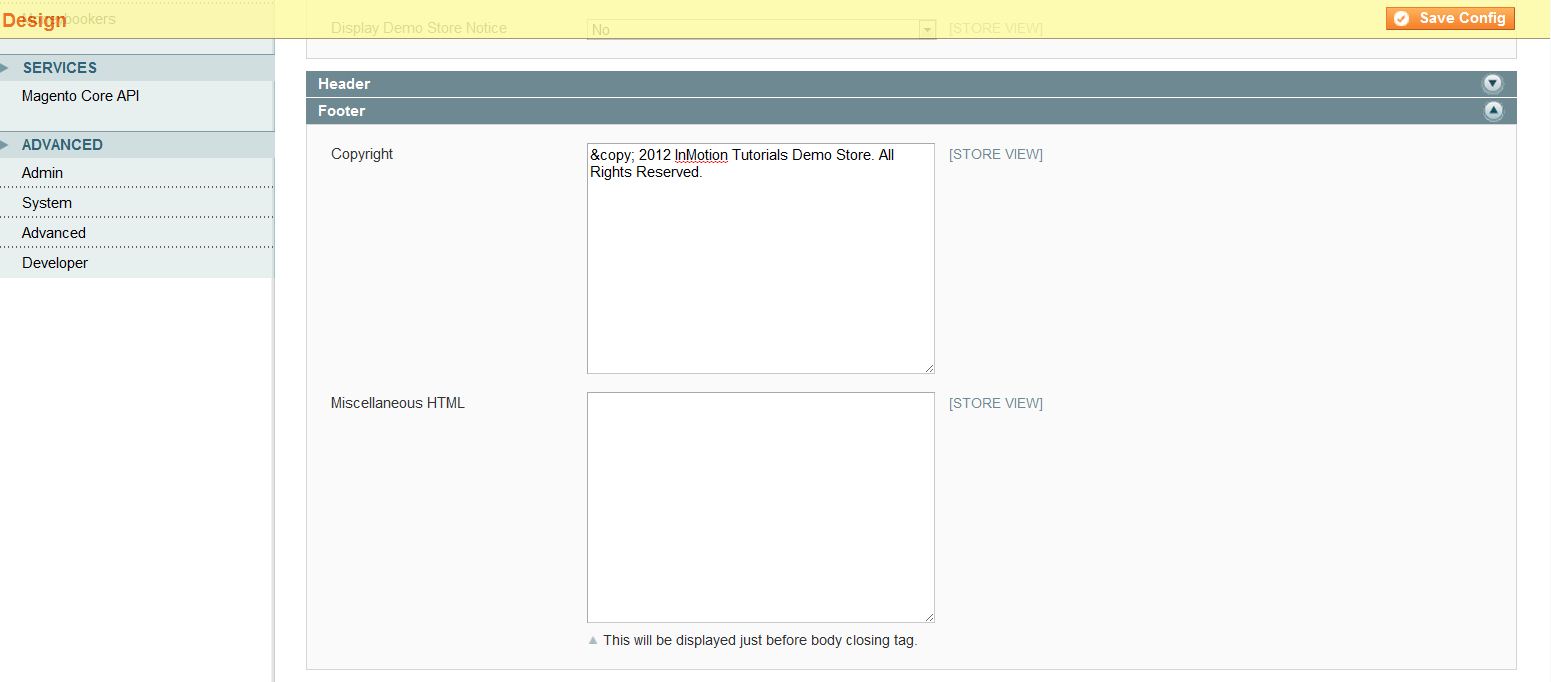 Design
Save Config
Display Demo Store Notice
No
[STORE VIEW]
SERVICES
Magento Core API
ADVANCED
Admin
System
Advanced
Developer
Header
Footer
Copyright
&copy; 2012 InMotion Tutorials Demo Store. All
Rights Reserved.
[STORE VIEW]
Miscellaneous HTML
[STORE VIEW]
This will be displayed just before body closing tag.